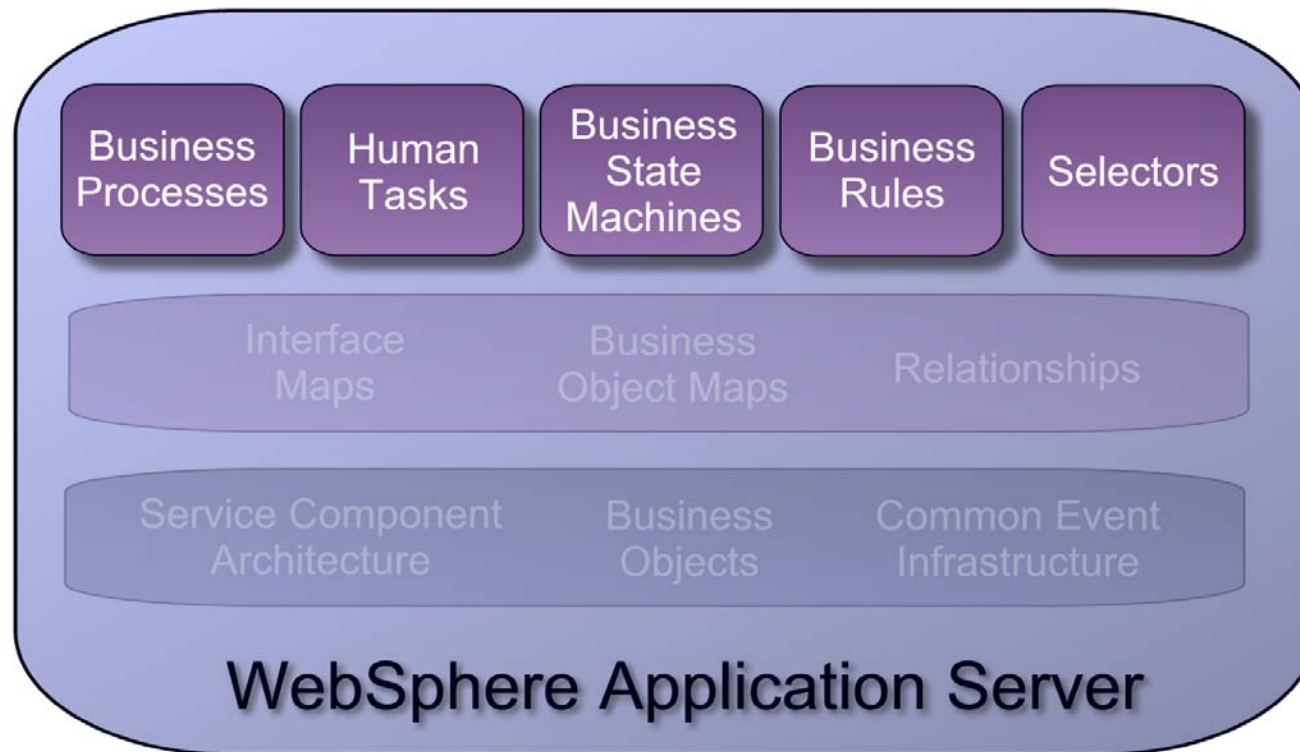 Business
Processes
Human
Tasks
Business
State
Machines
Business
Rules
Selectors
Interface
Maps
Business
Object Maps
Relationships
Service Component
Architecture
Business
Objects
Common Event
Infrastructure
WebSphere Application Server